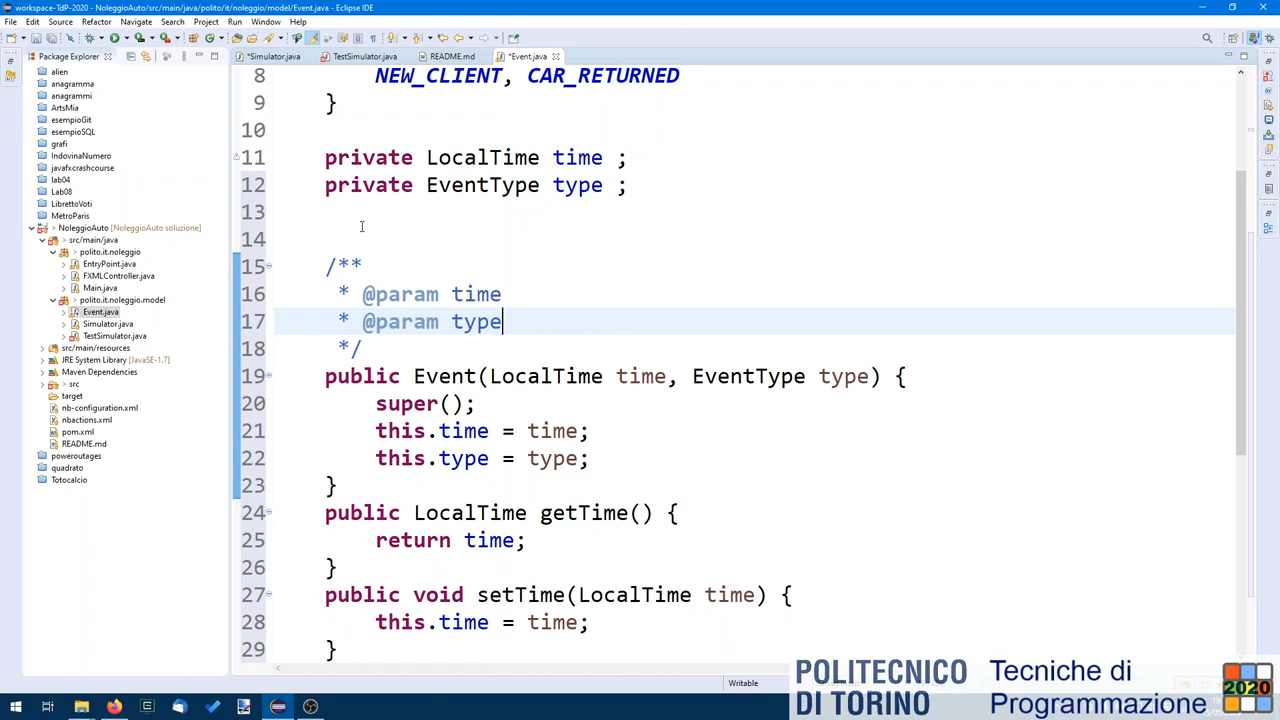 workspace-TdP-2020 - NoleggioAuto/src/main/java/polito/it/noleggio/model/Event.java - Eclipse IDE
File Edit Source Refactor Navigate Search Project Run Window Help
Package Explorer
*Simulator.java TestSimulator.java README.md *Event.java
alien
anagramma
anagrammi
ArtsMia
esempioGit
esempioSQL
grafi
IndovinaNumero
javafxcrashcourse
lab04
Lab08
LibrettoVoti
MetroParis
NoleggioAuto [NoleggioAuto soluzione]
src/main/java
polito.it.noleggio
EntryPoint.java
FXMLController.java
Main.java
polito.it.noleggio.model
Event.java
Simulator.java
TestSimulator.java
src/main/resources
JRE System Library [JavaSE-1.7]
Maven Dependencies
src
target
nb-configuration.xml
nbactions.xml
pom.xml
README.md
poweroutages
quadrato
Totocalcio
8 NEW_CLIENT, CAR_RETURNED
9 }
10
11 private LocalTime time ;
12 private EventType type ;
13
14
15 /**
16 * @param time
17 * @param type
18 */
19 public Event(LocalTime time, EventType type) {
20 super();
21 this.time = time;
22 this.type = type;
23 }
24 public LocalTime getTime() {
25 return time;
26 }
27 public void setTime(LocalTime time) {
28 this.time = time;
29 }
Writable
POLITECNICO
DI TORINO
Tecniche di
Programmazione
2020